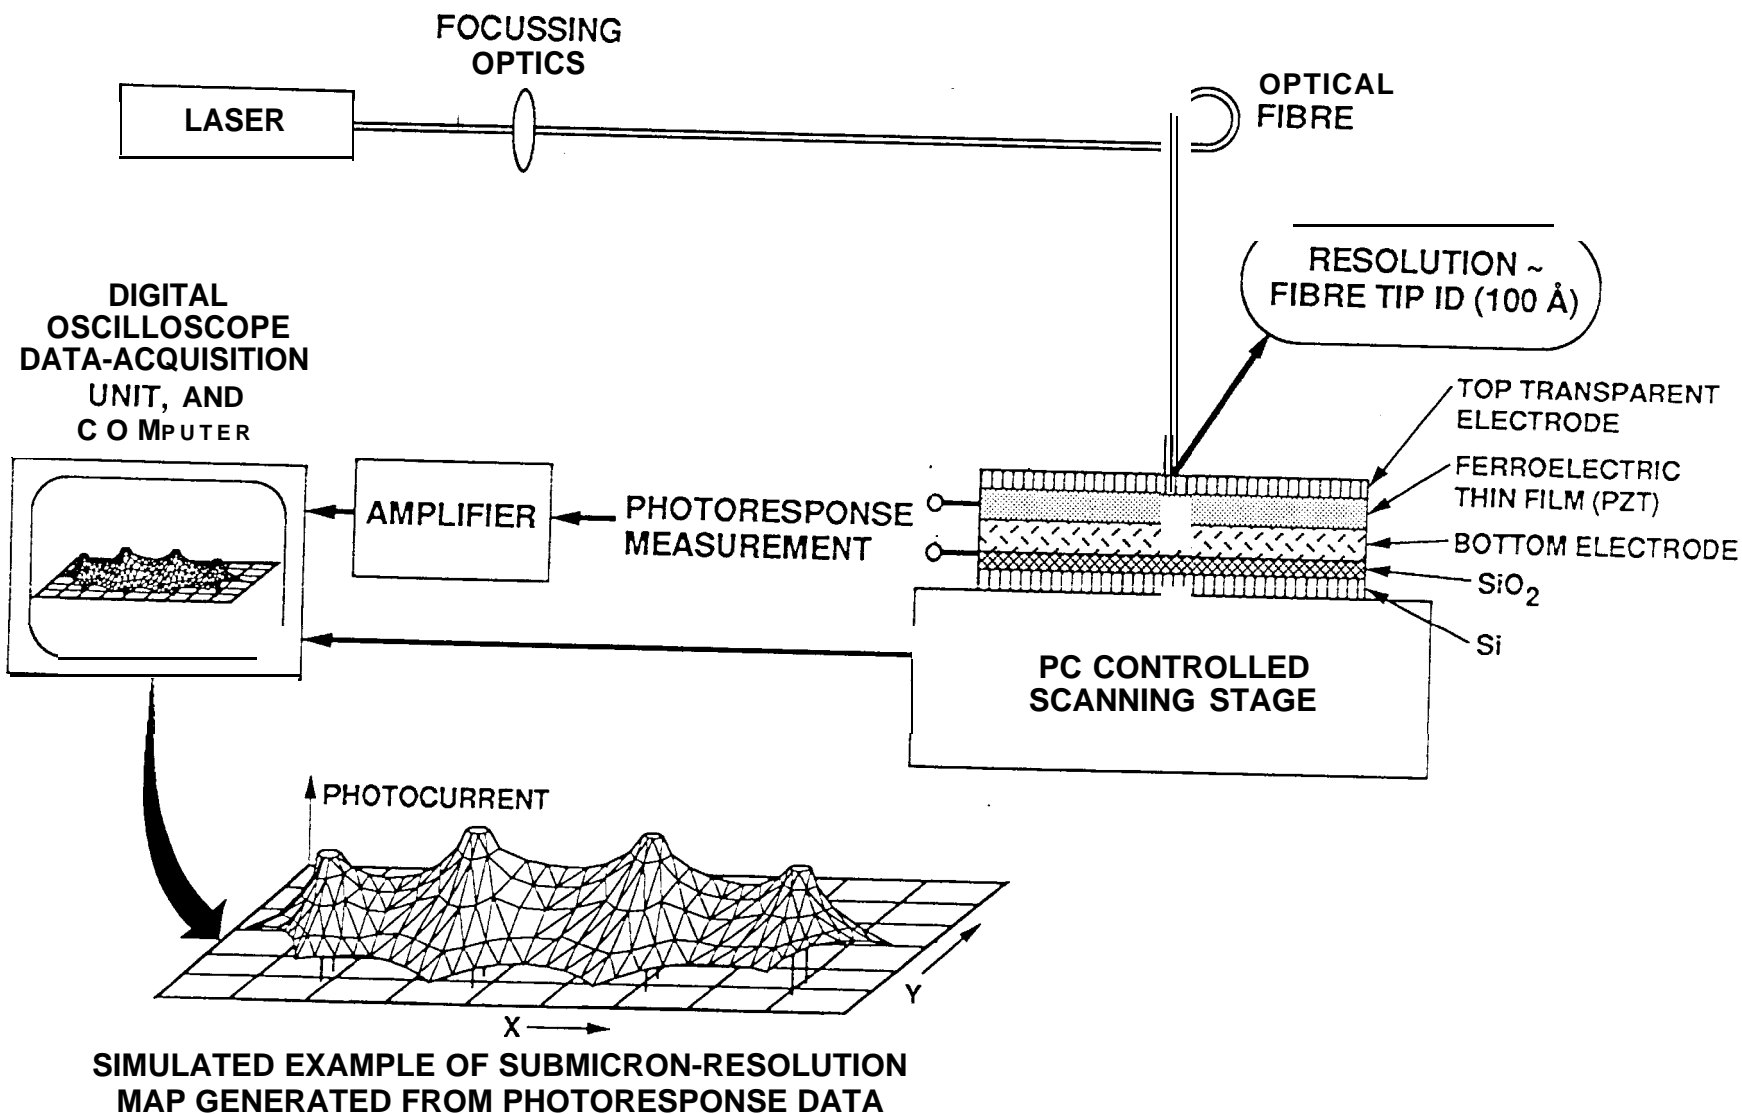 FOCUSSING
OPTICS
LASER
OPTICAL
FIBRE
RESOLUTION ~
FIBRE TIP ID (100 Å)
DIGITAL
OSCILLOSCOPE
DATA-ACQUISITION
UNIT, AND
COMPUTER
TOP TRANSPARENT
ELECTRODE
FERROELECTRIC
THIN FILM (PZT)
BOTTOM ELECTRODE
SiO2
Si
AMPLIFIER
PHOTORESPONSE
MEASUREMENT
PC CONTROLLED
SCANNING STAGE
PHOTOCURRENT
Y
X
SIMULATED EXAMPLE OF SUBMICRON-RESOLUTION
MAP GENERATED FROM PHOTORESPONSE DATA